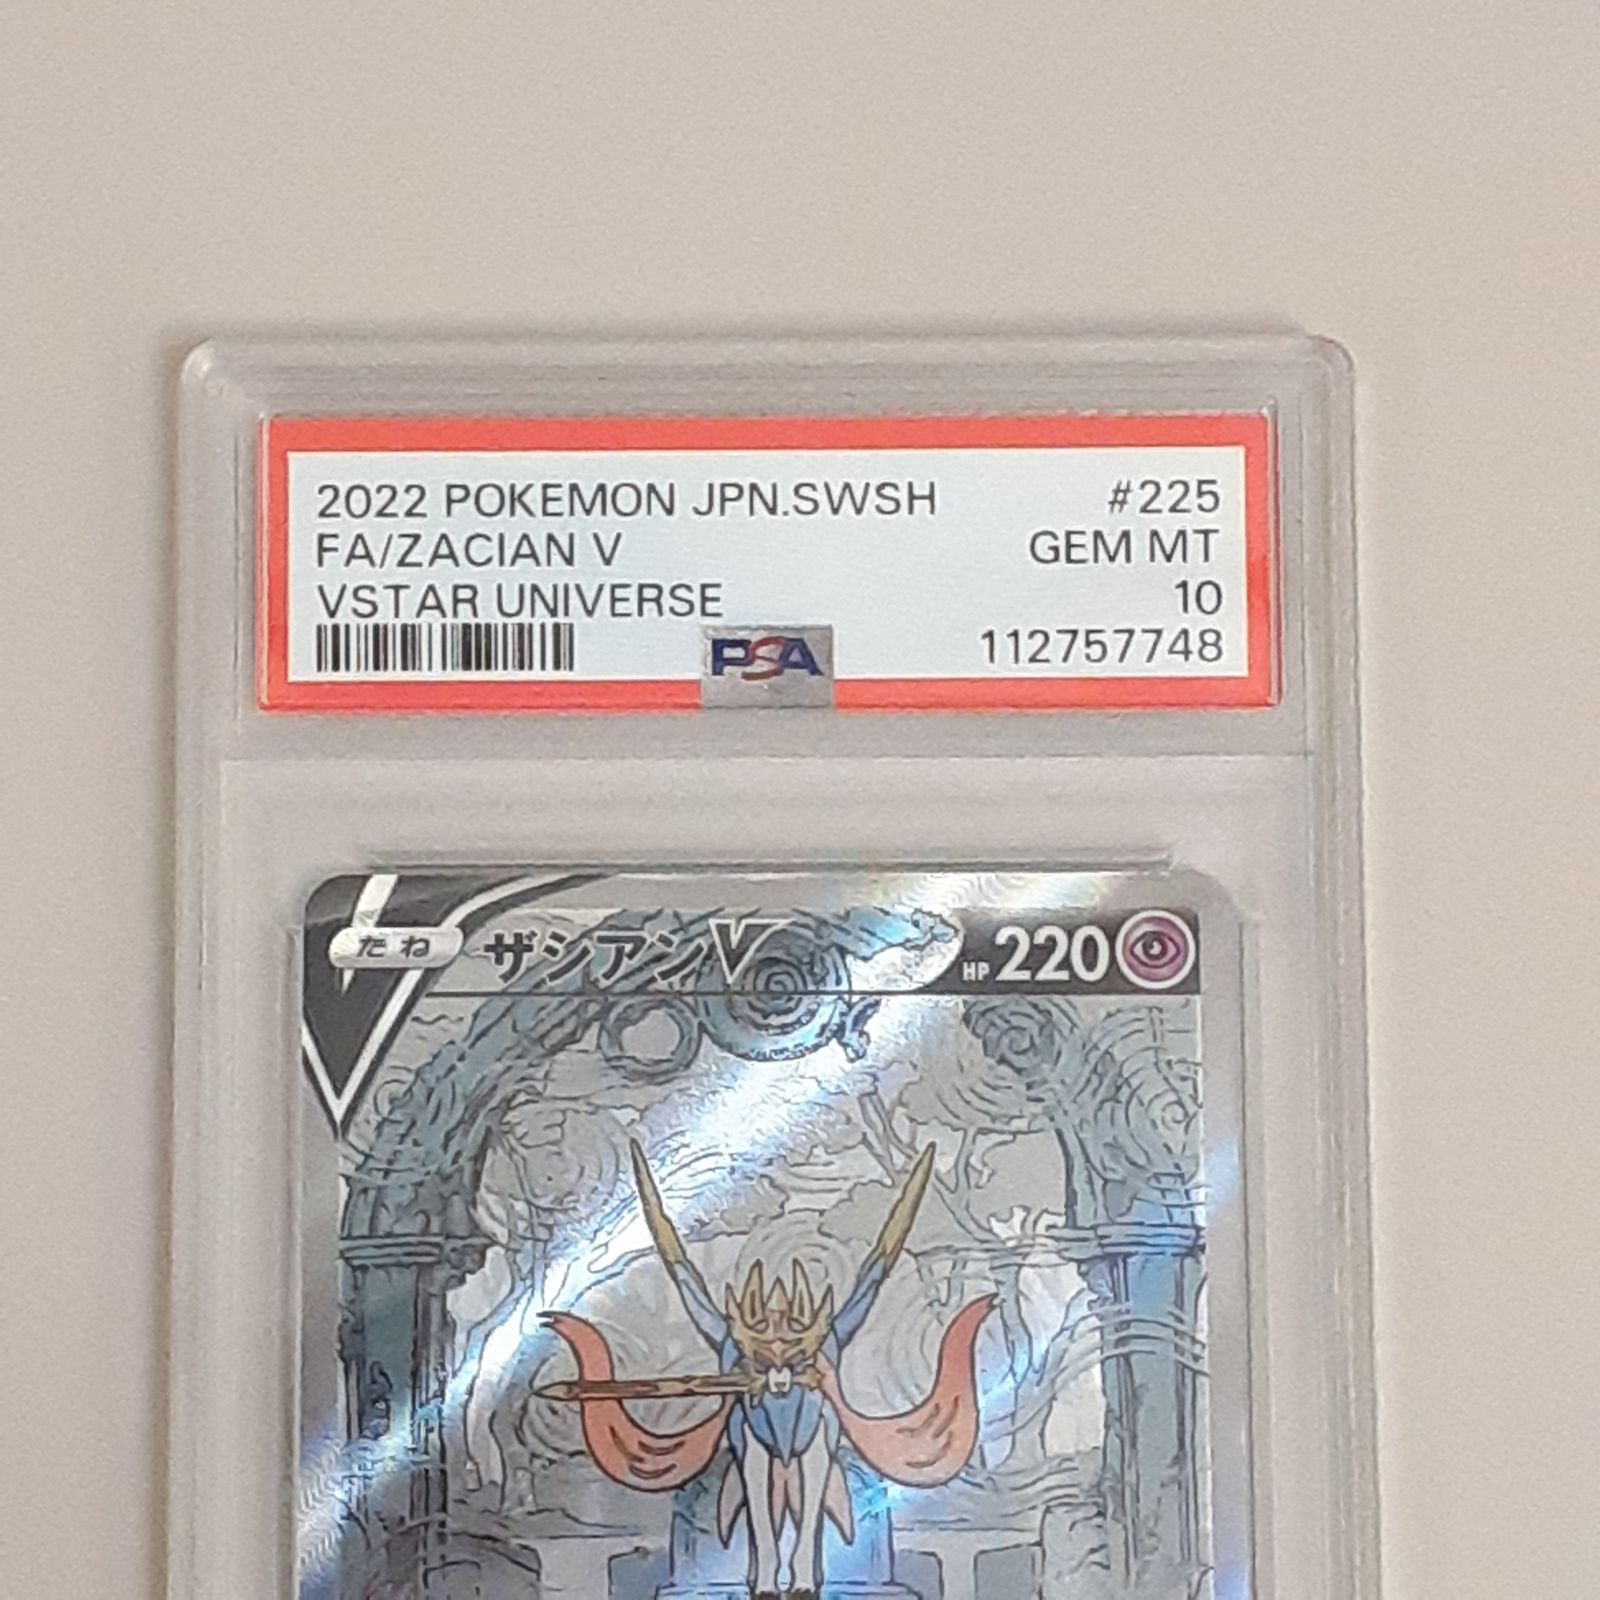 2022 POKEMON JPN.SWSH #225
FA/ZACIAN V GEM MT
VSTAR UNIVERSE 10
PSA 112757748
たね ザシアンV HP 220